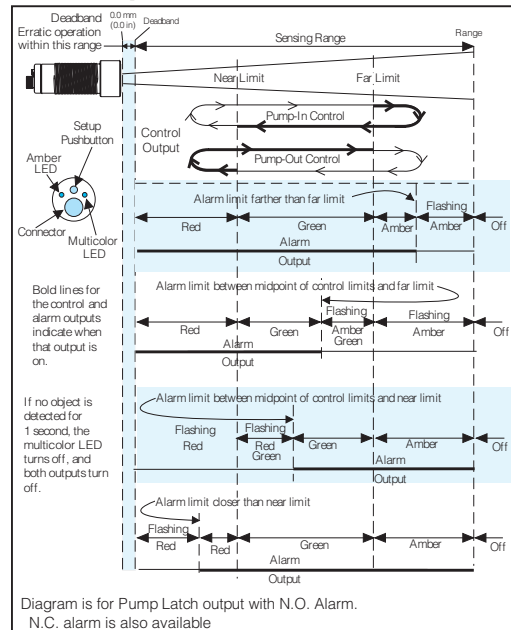 Deadband
Erratic operation
within this range
0.0 mm
(0.0 in)
Deadband
Sensing Range
Range
Near Limit
Far Limit
Control
Output
Pump-In Control
Pump-Out Control
Setup
Pushbutton
Amber
LED
Connector
Multicolor
LED
Alarm limit farther than far limit
Red
Green
Amber
Flashing
Amber
Off
Alarm
Output
Bold lines for
the control and
alarm outputs
indicate when
that output is
on.
Alarm limit between midpoint of control limits and far limit
Red
Green
Flashing
Amber
Green
Flashing
Amber
Off
Alarm
Output
If no object is
detected for
1 second, the
multicolor LED
turns off, and
both outputs turn
off.
Alarm limit between midpoint of control limits and near limit
Flashing
Red
Flashing
Red
Green
Green
Amber
Off
Alarm
Output
Alarm limit closer than near limit
Flashing
Red
Red
Green
Amber
Off
Alarm
Output
Diagram is for Pump Latch output with N.O. Alarm.
N.C. alarm is also available